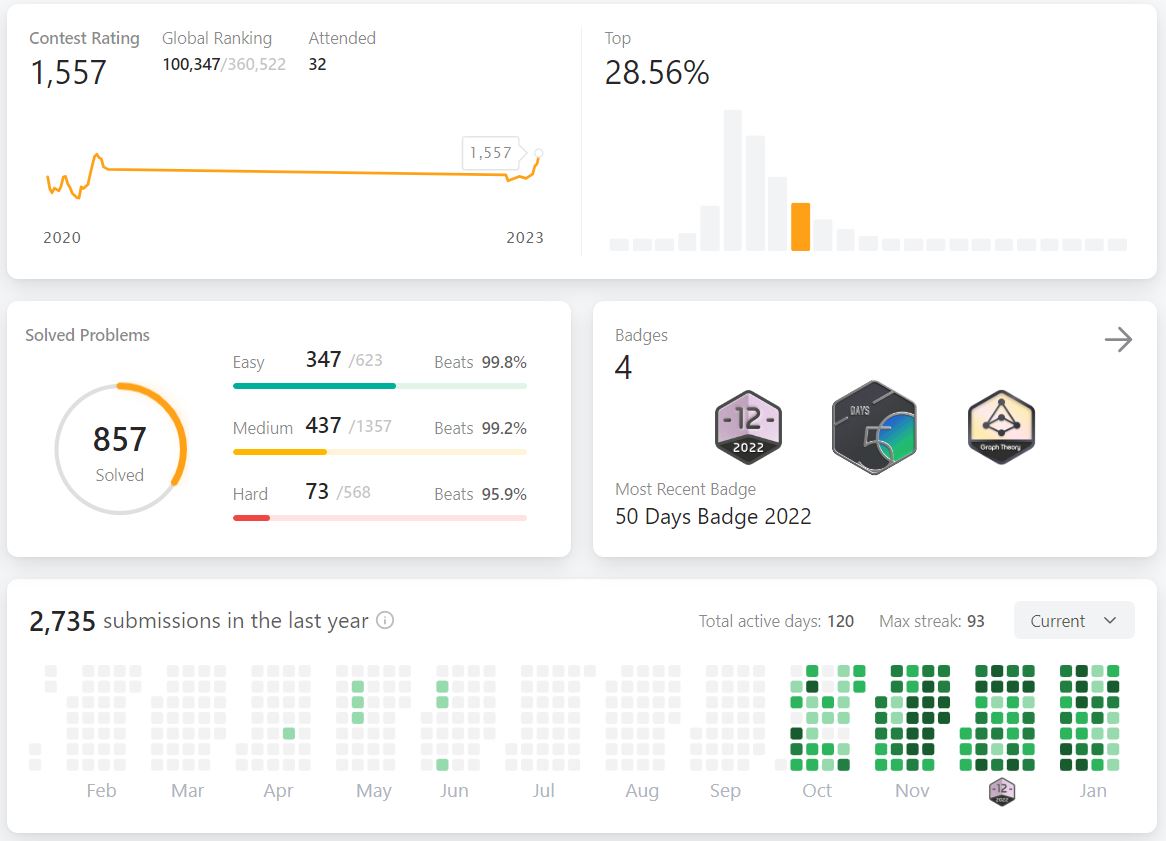 Contest Rating Global Ranking Attended
1,557 100,347/360,522 32
1,557
2020 2023
Top
28.56%
Solved Problems
857
Solved
Easy 347 /623 Beats 99.8%
Medium 437 /1357 Beats 99.2%
Hard 73 /568 Beats 95.9%
Badges
4
-12-
2022
DAYS
5
Graph Theory
Most Recent Badge
50 Days Badge 2022
2,735 submissions in the last year
Total active days: 120 Max streak: 93 Current
Feb Mar Apr May Jun Jul Aug Sep Oct Nov -12- Jan
2022